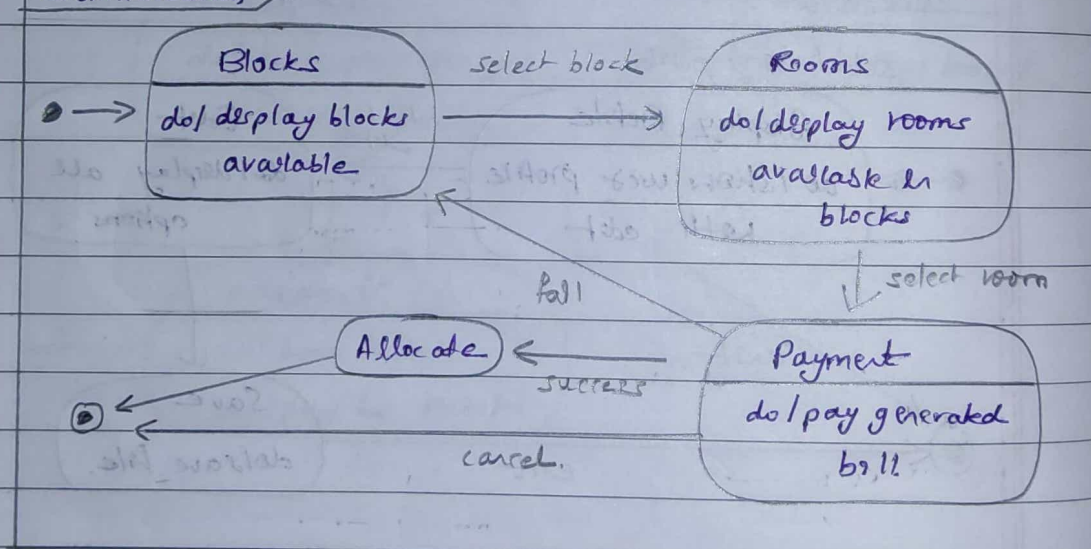 Blocks
do/ display blocks
available
select block
Rooms
do/ display rooms
availabe in
blocks
select room
fail
Allocate
success
Payment
do/ pay generated
bill
cancel.